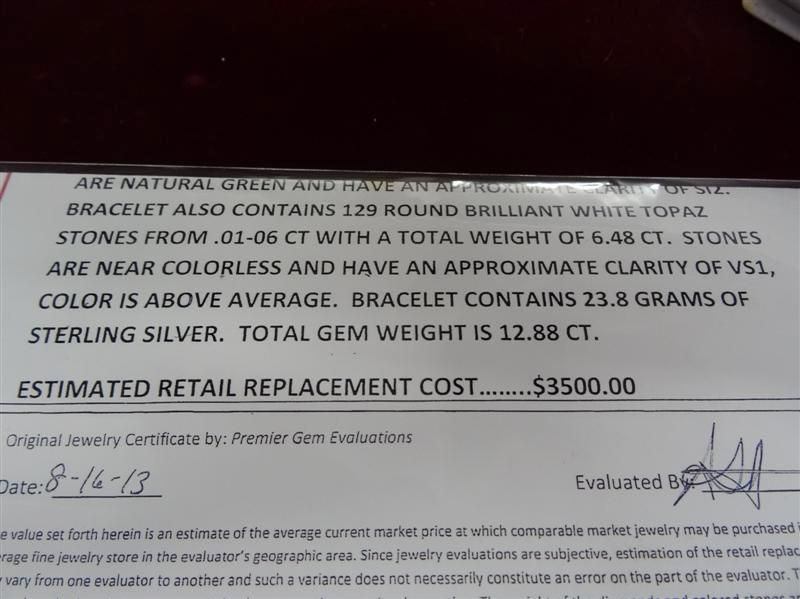 ARE NATURAL GREEN AND HAVE AN APPROXIMATE CLARITY OF SI2.
BRACELET ALSO CONTAINS 129 ROUND BRILLIANT WHITE TOPAZ
STONES FROM .01-06 CT WITH A TOTAL WEIGHT OF 6.48 CT. STONES
ARE NEAR COLORLESS AND HAVE AN APPROXIMATE CLARITY OF VS1,
COLOR IS ABOVE AVERAGE. BRACELET CONTAINS 23.8 GRAMS OF
STERLING SILVER. TOTAL GEM WEIGHT IS 12.88 CT.
ESTIMATED RETAIL REPLACEMENT COST........$3500.00
Original Jewelry Certificate by: Premier Gem Evaluations
Date: 8-16-13 Evaluated By:
e value set forth herein is an estimate of the average current market price at which comparable market jewelry may be purchased i
rage fine jewelry store in the evaluator's geographic area. Since jewelry evaluations are subjective, estimation of the retail replac
y vary from one evaluator to another and such a variance does not necessarily constitute an error on the part of the evaluator. T